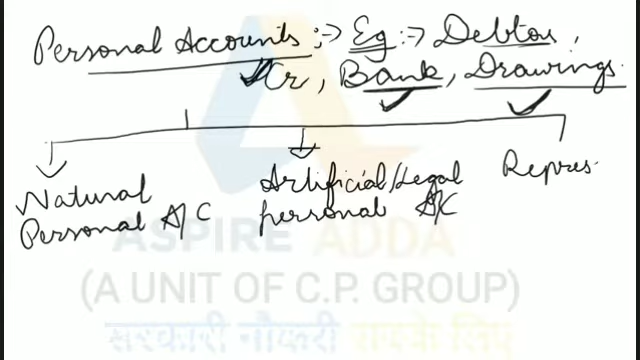 Personal Accounts :-> Eg :-> Debtors,
Cr, Bank, Drawings.
Natural
Personal A/C
Artificial/Legal
personal A/C
Repres.
ASPIRE ADDA
(A UNIT OF C.P. GROUP)
सरकारी नौकरी सबके लिए